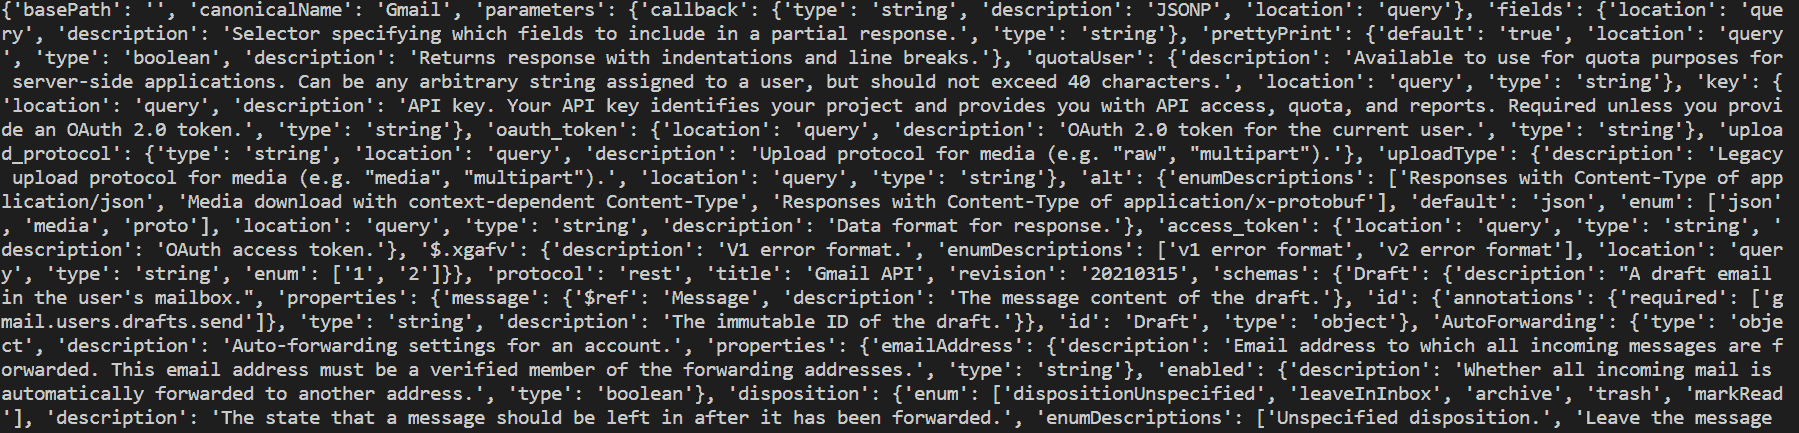 {'basePath': '', 'canonicalName': 'Gmail', 'parameters': {'callback': {'type': 'string', 'description': 'JSONP', 'location': 'query'}, 'fields': {'location': 'que
ry', 'description': 'Selector specifying which fields to include in a partial response.', 'type': 'string'}, 'prettyPrint': {'default': 'true', 'location': 'query
', 'type': 'boolean', 'description': 'Returns response with indentations and line breaks.'}, 'quotaUser': {'description': 'Available to use for quota purposes for
 server-side applications. Can be any arbitrary string assigned to a user, but should not exceed 40 characters.', 'location': 'query', 'type': 'string'}, 'key': {
'location': 'query', 'description': 'API key. Your API key identifies your project and provides you with API access, quota, and reports. Required unless you provi
de an OAuth 2.0 token.', 'type': 'string'}, 'oauth_token': {'location': 'query', 'description': 'OAuth 2.0 token for the current user.', 'type': 'string'}, 'uploa
d_protocol': {'type': 'string', 'location': 'query', 'description': 'Upload protocol for media (e.g. "raw", "multipart").'}, 'uploadType': {'description': 'Legacy
 upload protocol for media (e.g. "media", "multipart").', 'location': 'query', 'type': 'string'}, 'alt': {'enumDescriptions': ['Responses with Content-Type of app
lication/json', 'Media download with context-dependent Content-Type', 'Responses with Content-Type of application/x-protobuf'], 'default': 'json', 'enum': ['json'
, 'media', 'proto'], 'location': 'query', 'type': 'string', 'description': 'Data format for response.'}, 'access_token': {'location': 'query', 'type': 'string', '
description': 'OAuth access token.'}, '$.xgafv': {'description': 'V1 error format.', 'enumDescriptions': ['v1 error format', 'v2 error format'], 'location': 'quer
y', 'type': 'string', 'enum': ['1', '2']}}, 'protocol': 'rest', 'title': 'Gmail API', 'revision': '20210315', 'schemas': {'Draft': {'description': "A draft email
in the user's mailbox.", 'properties': {'message': {'$ref': 'Message', 'description': 'The message content of the draft.'}, 'id': {'annotations': {'required': ['g
mail.users.drafts.send']}, 'type': 'string', 'description': 'The immutable ID of the draft.'}}, 'id': 'Draft', 'type': 'object'}, 'AutoForwarding': {'type': 'obje
ct', 'description': 'Auto-forwarding settings for an account.', 'properties': {'emailAddress': {'description': 'Email address to which all incoming messages are f
orwarded. This email address must be a verified member of the forwarding addresses.', 'type': 'string'}, 'enabled': {'description': 'Whether all incoming mail is
automatically forwarded to another address.', 'type': 'boolean'}, 'disposition': {'enum': ['dispositionUnspecified', 'leaveInInbox', 'archive', 'trash', 'markRead
'], 'description': 'The state that a message should be left in after it has been forwarded.', 'enumDescriptions': ['Unspecified disposition.', 'Leave the message